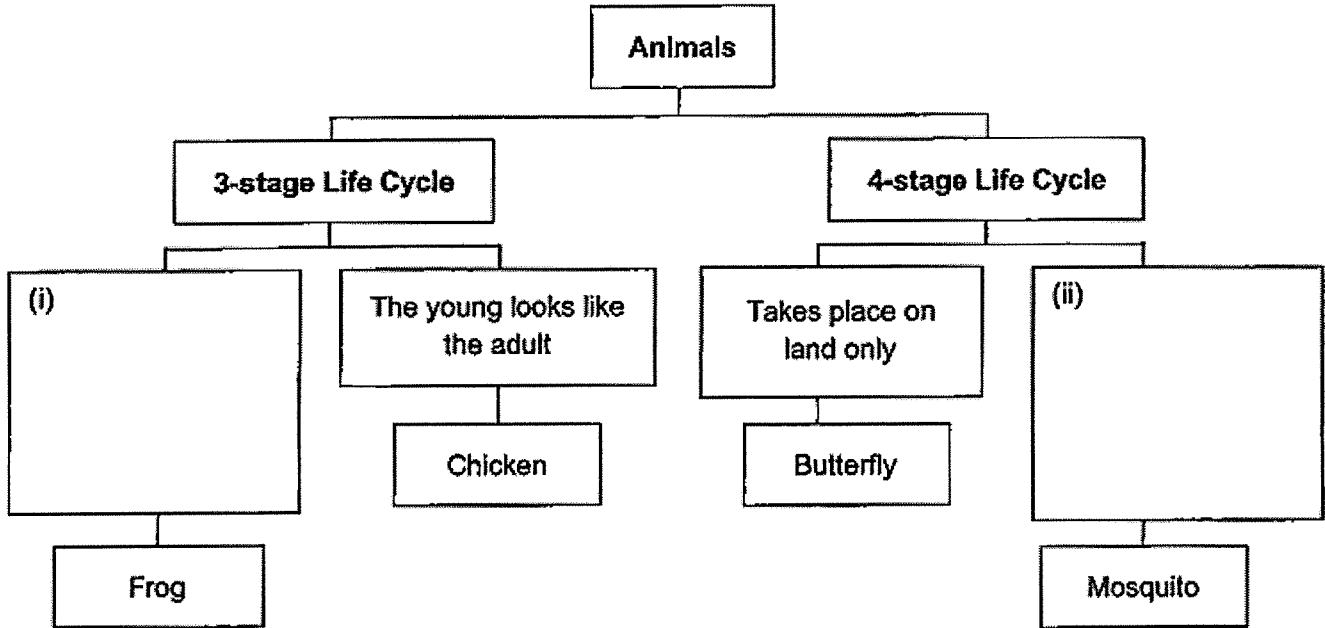 Animals
3-stage Life Cycle
4-stage Life Cycle
(i)
The young looks like
the adult
Takes place on
land only
(ii)
Chicken
Butterfly
Frog
Mosquito